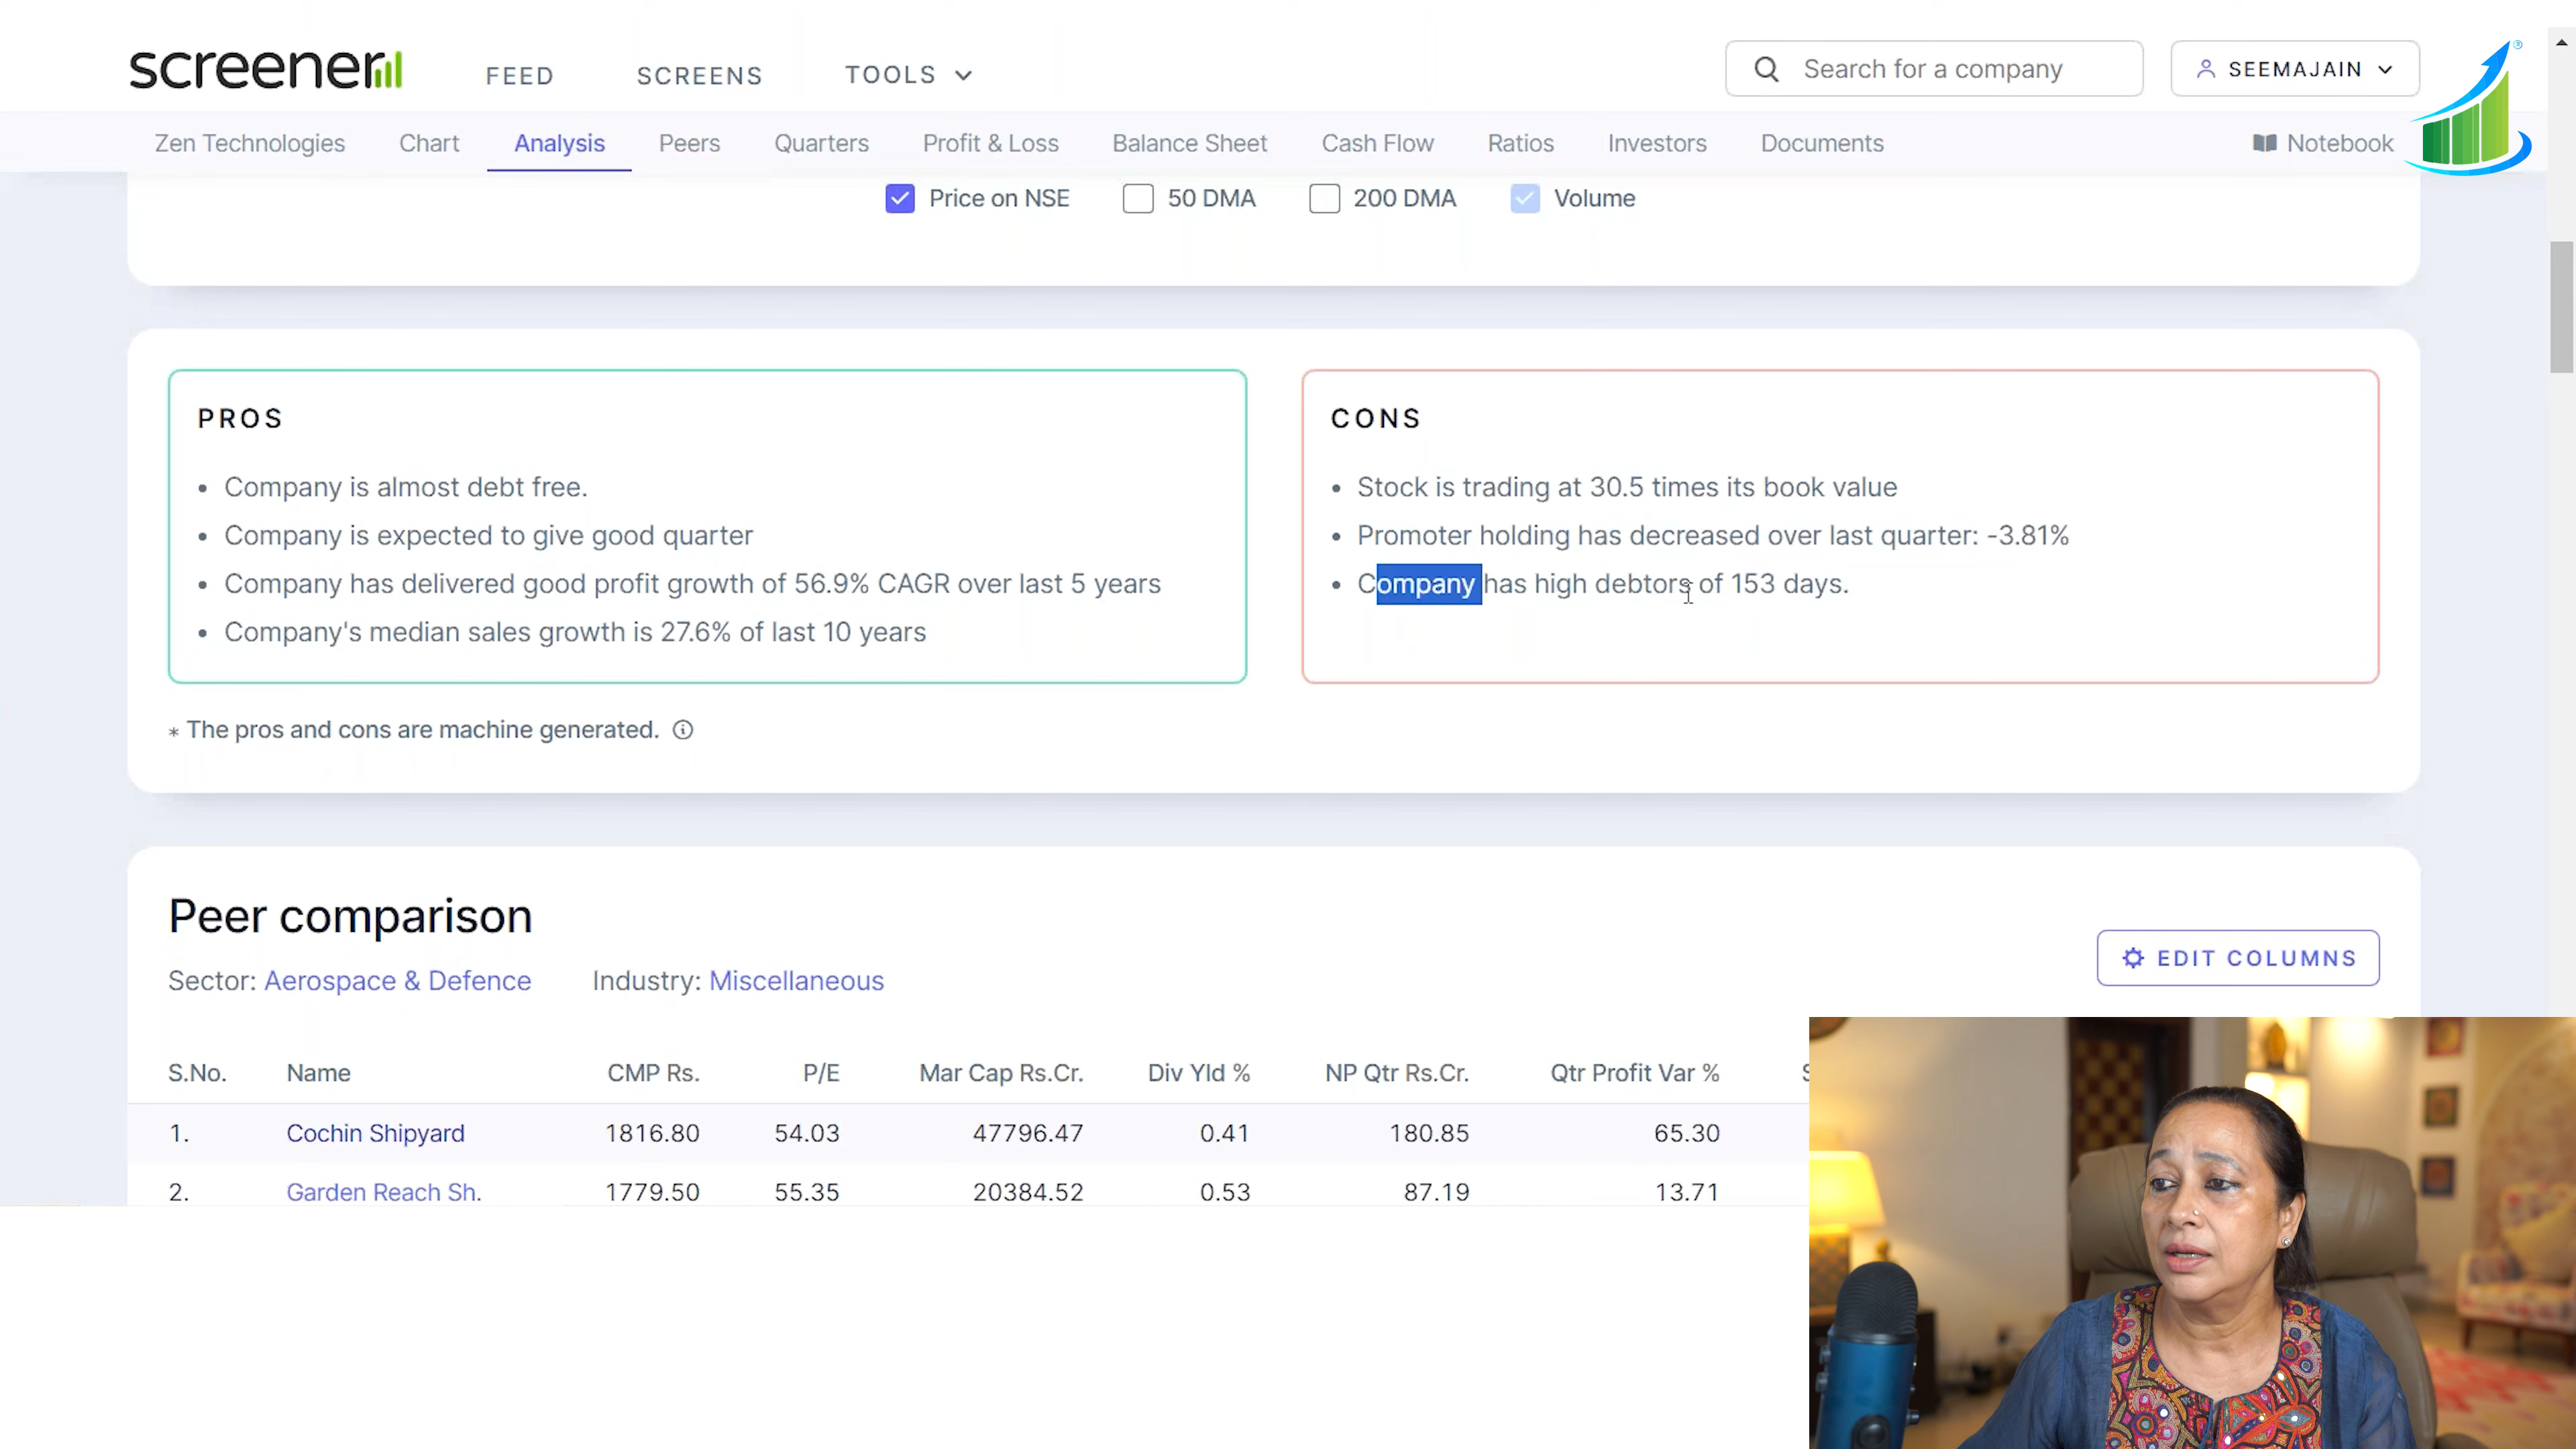 screener FEED SCREENS TOOLS Search for a company SEEMAJAIN ®
Zen Technologies Chart Analysis Peers Quarters Profit & Loss Balance Sheet Cash Flow Ratios Investors Documents Notebook
Price on NSE 50 DMA 200 DMA Volume
PROS
• Company is almost debt free.
• Company is expected to give good quarter
• Company has delivered good profit growth of 56.9% CAGR over last 5 years
• Company's median sales growth is 27.6% of last 10 years
CONS
• Stock is trading at 30.5 times its book value
• Promoter holding has decreased over last quarter: -3.81%
• Company has high debtors of 153 days.
* The pros and cons are machine generated.
Peer comparison
EDIT COLUMNS
Sector: Aerospace & Defence Industry: Miscellaneous
S.No. Name CMP Rs. P/E Mar Cap Rs.Cr. Div Yld % NP Qtr Rs.Cr. Qtr Profit Var %
1. Cochin Shipyard 1816.80 54.03 47796.47 0.41 180.85 65.30
2. Garden Reach Sh. 1779.50 55.35 20384.52 0.53 87.19 13.71